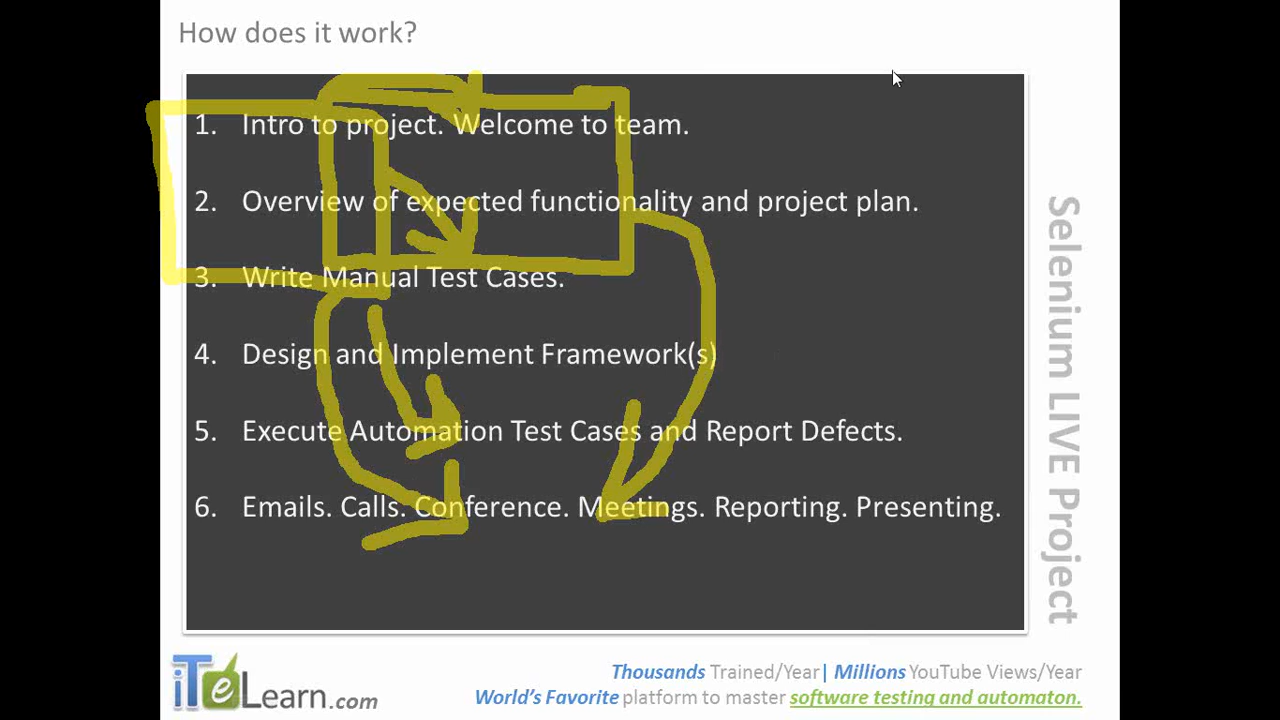 How does it work?
1. Intro to project. Welcome to team.
2. Overview of expected functionality and project plan.
3. Write Manual Test Cases.
4. Design and Implement Framework(s)
5. Execute Automation Test Cases and Report Defects.
6. Emails. Calls. Conference. Meetings. Reporting. Presenting.
Selenium LIVE Project
iTeLearn.com
Thousands Trained/Year| Millions YouTube Views/Year
World's Favorite platform to master software testing and automaton.